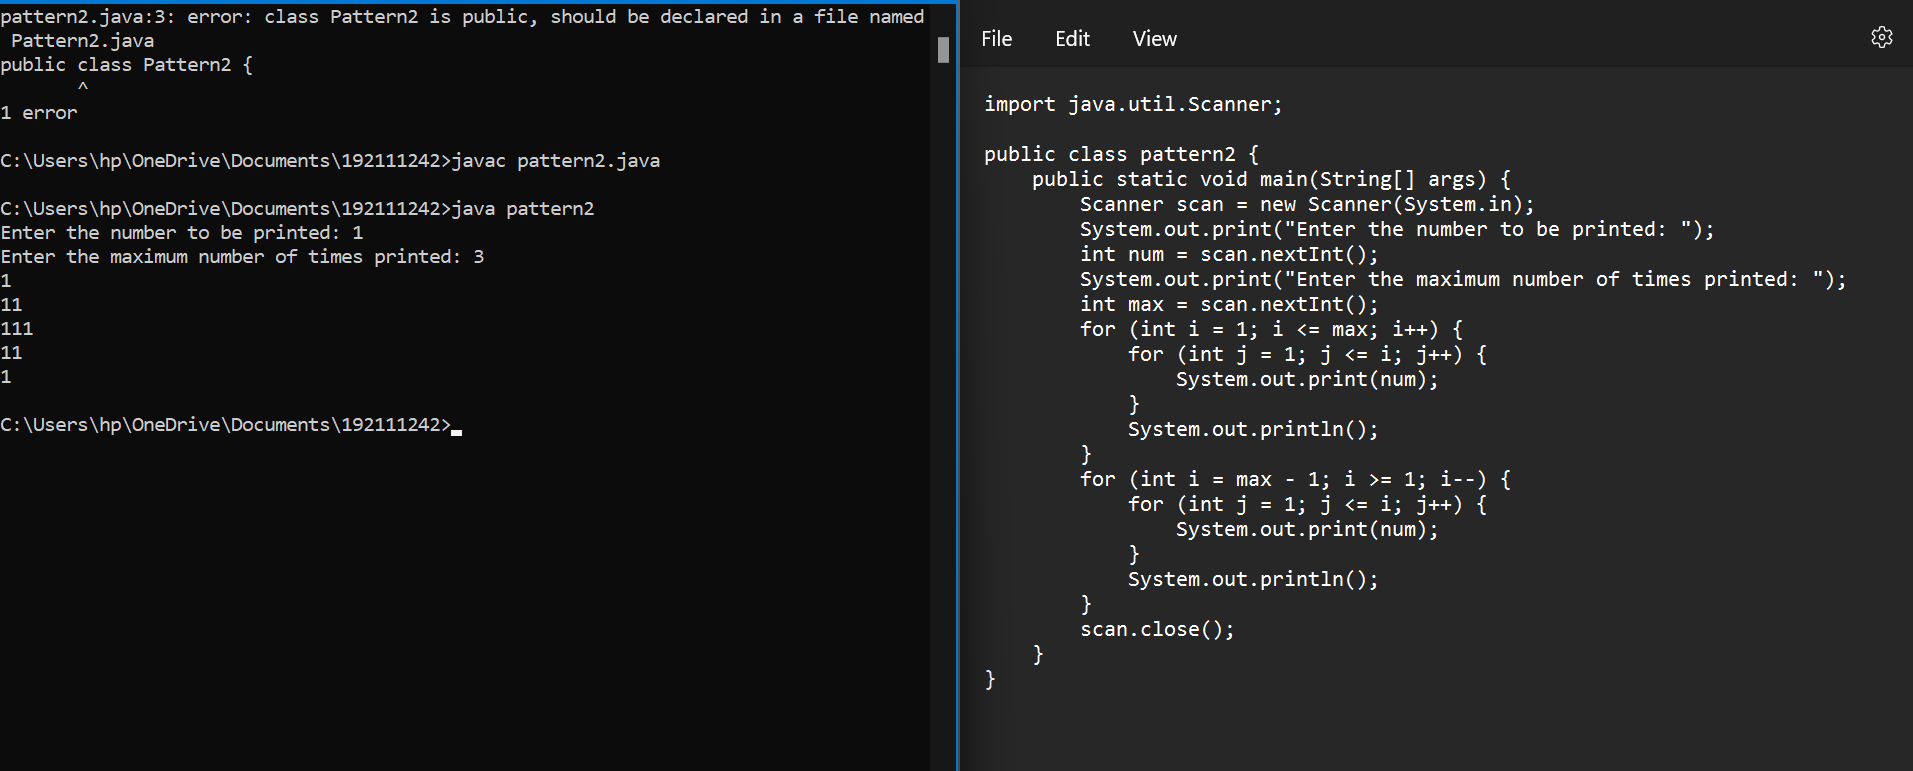 pattern2.java:3: error: class Pattern2 is public, should be declared in a file named
 Pattern2.java
public class Pattern2 {
       ^
1 error

C:\Users\hp\OneDrive\Documents\192111242>javac pattern2.java

C:\Users\hp\OneDrive\Documents\192111242>java pattern2
Enter the number to be printed: 1
Enter the maximum number of times printed: 3
1
11
111
11
1

C:\Users\hp\OneDrive\Documents\192111242>
File Edit View
import java.util.Scanner;

public class pattern2 {
    public static void main(String[] args) {
        Scanner scan = new Scanner(System.in);
        System.out.print("Enter the number to be printed: ");
        int num = scan.nextInt();
        System.out.print("Enter the maximum number of times printed: ");
        int max = scan.nextInt();
        for (int i = 1; i <= max; i++) {
            for (int j = 1; j <= i; j++) {
                System.out.print(num);
            }
            System.out.println();
        }
        for (int i = max - 1; i >= 1; i--) {
            for (int j = 1; j <= i; j++) {
                System.out.print(num);
            }
            System.out.println();
        }
        scan.close();
    }
}